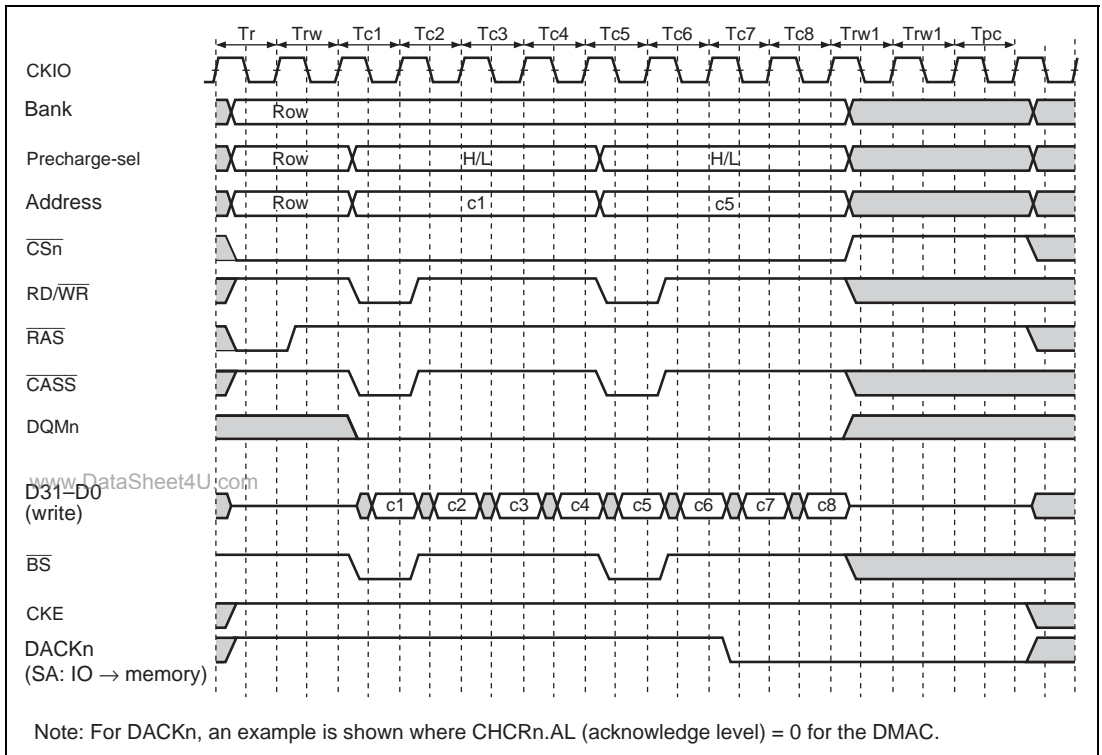 Tr Trw Tc1 Tc2 Tc3 Tc4 Tc5 Tc6 Tc7 Tc8 Trw1 Trw1 Tpc
CKIO
Bank Row
Precharge-sel Row H/L H/L
Address Row c1 c5
CSn
RD/WR
RAS
CASS
DQMn
www.DataSheet4U.com
D31–D0 c1 c2 c3 c4 c5 c6 c7 c8
(write)
BS
CKE
DACKn
(SA: IO → memory)
Note: For DACKn, an example is shown where CHCRn.AL (acknowledge level) = 0 for the DMAC.